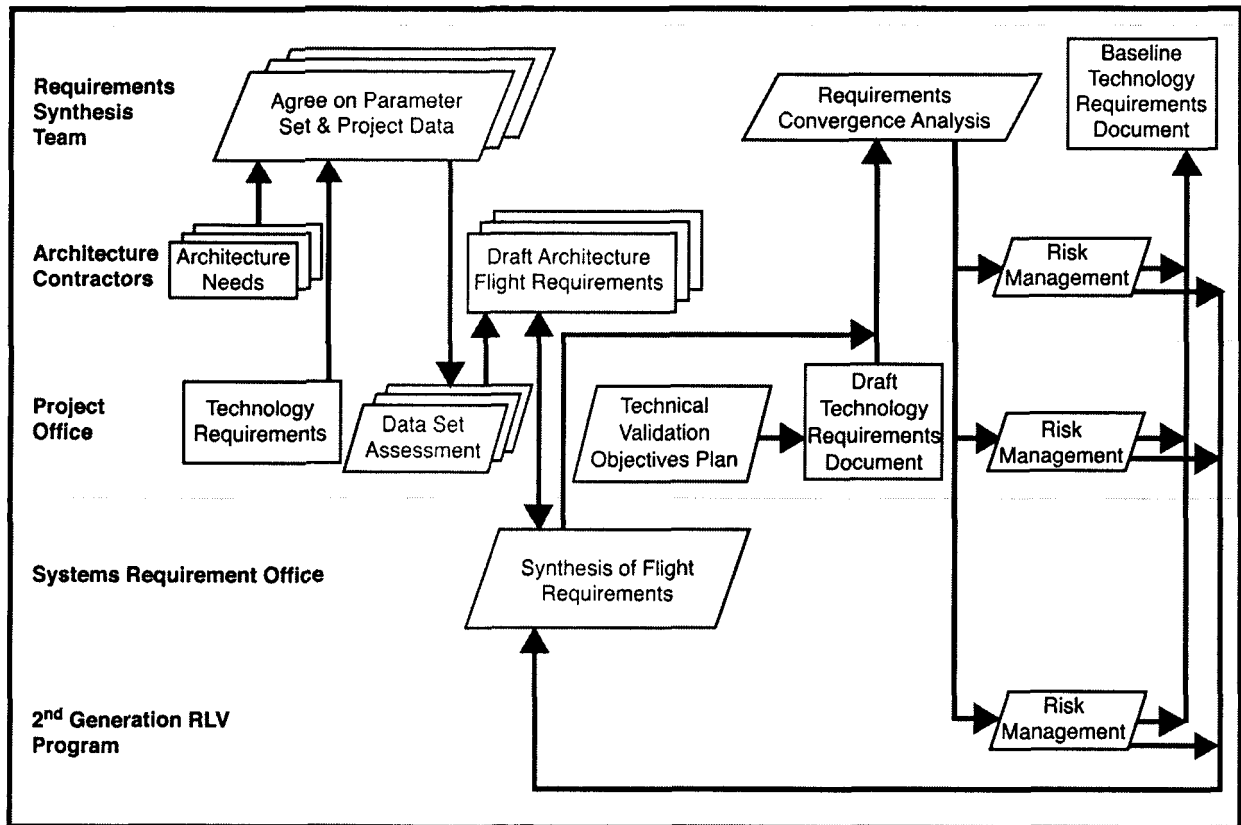 Requirements
Synthesis
Team
Agree on Parameter
Set & Project Data
Requirements
Convergence Analysis
Baseline
Technology
Requirements
Document
Architecture
Contractors
Architecture
Needs
Draft Architecture
Flight Requirements
Risk
Management
Project
Office
Technology
Requirements
Data Set
Assessment
Technical
Validation
Objectives Plan
Draft
Technology
Requirements
Document
Risk
Management
Systems Requirement Office
Synthesis of Flight
Requirements
2nd Generation RLV
Program
Risk
Management